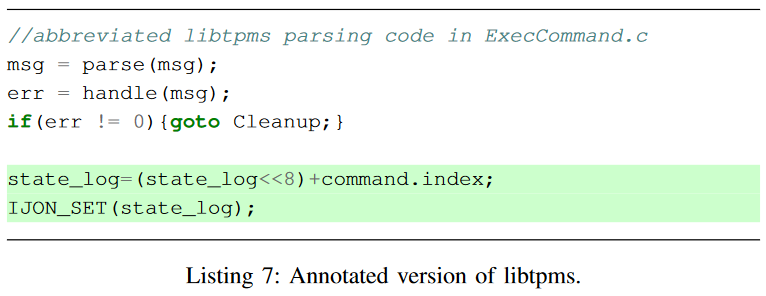 //abbreviated libtpms parsing code in ExecCommand.c
msg = parse(msg);
err = handle(msg);
if(err != 0){goto Cleanup;}
state_log=(state_log<<8)+command.index;
IJON_SET(state_log);
Listing 7: Annotated version of libtpms.